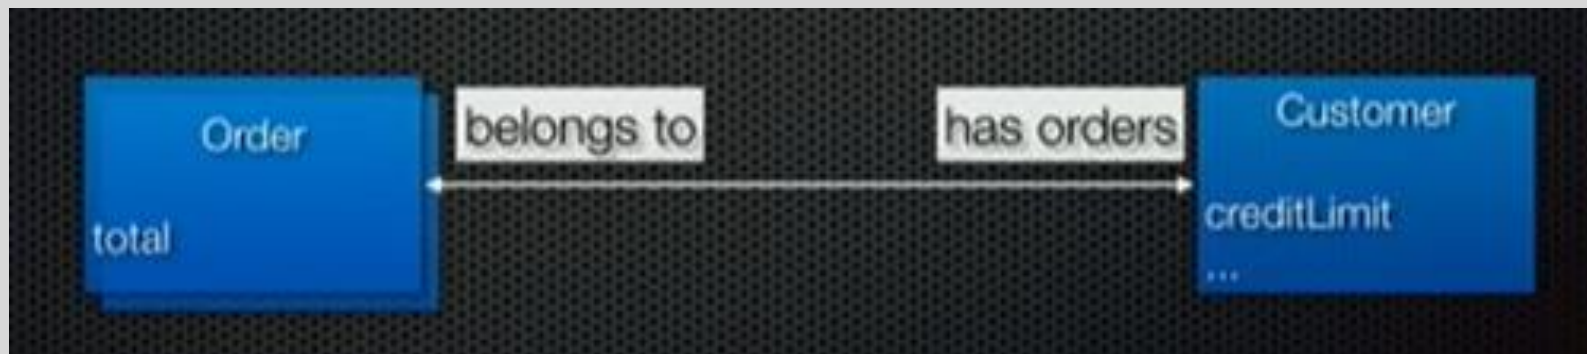 Order
total
belongs to
has orders
Customer
creditLimit
...